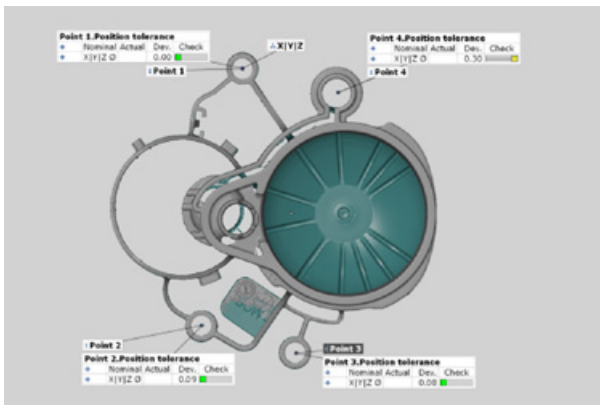 Point 1.Position tolerance
Nominal Actual Dev. Check
X|Y|Z Ø 0.00
Point 1
X|Y|Z
Point 4.Position tolerance
Nominal Actual Dev. Check
X|Y|Z Ø 0.30
Point 4
Point 2
Point 2.Position tolerance
Nominal Actual Dev. Check
X|Y|Z Ø 0.09
Point 3
Point 3.Position tolerance
Nominal Actual Dev. Check
X|Y|Z Ø 0.08